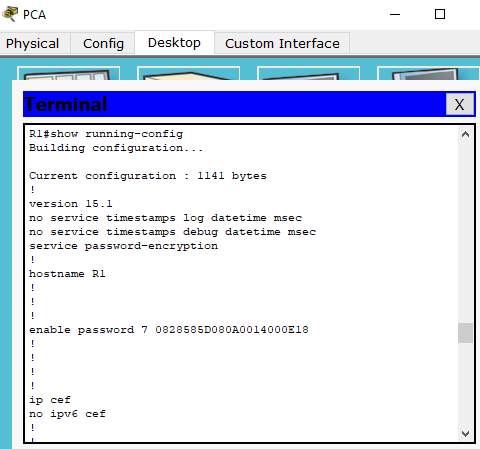 PCA
Physical Config Desktop Custom Interface
Terminal X
R1#show running-config
Building configuration...
Current configuration : 1141 bytes
!
version 15.1
no service timestamps log datetime msec
no service timestamps debug datetime msec
service password-encryption
!
hostname R1
!
!
!
enable password 7 0828585D080A0014000E18
!
!
!
!
ip cef
no ipv6 cef
!
!